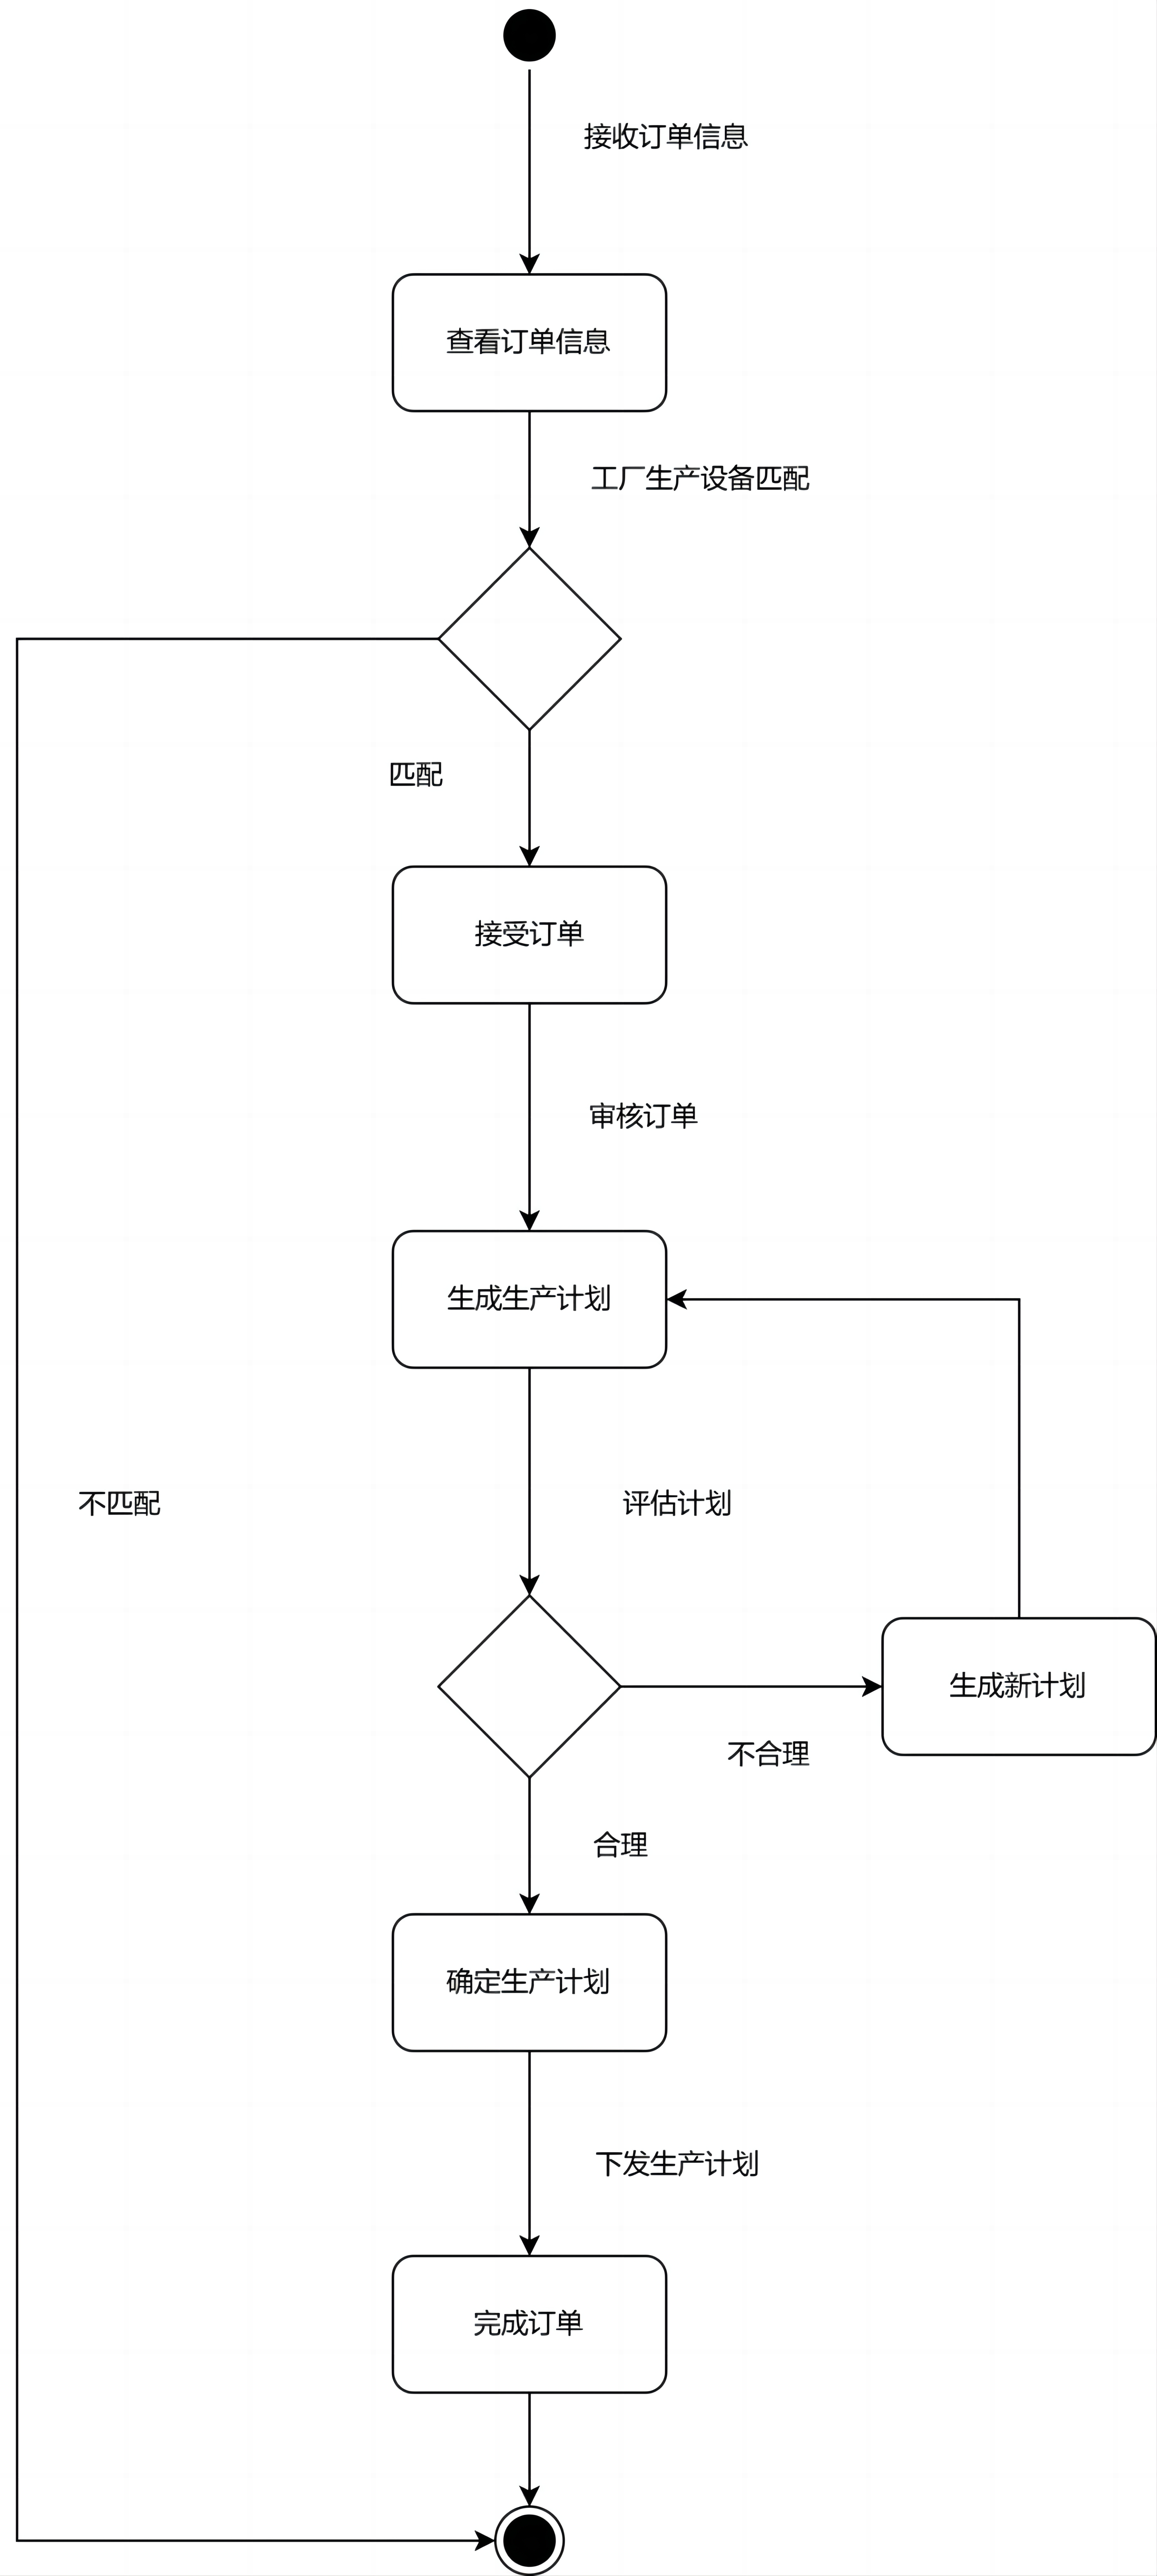 接收订单信息
查看订单信息
工厂生产设备匹配
匹配
接受订单
审核订单
生成生产计划
不匹配
评估计划
生成新计划
不合理
合理
确定生产计划
下发生产计划
完成订单